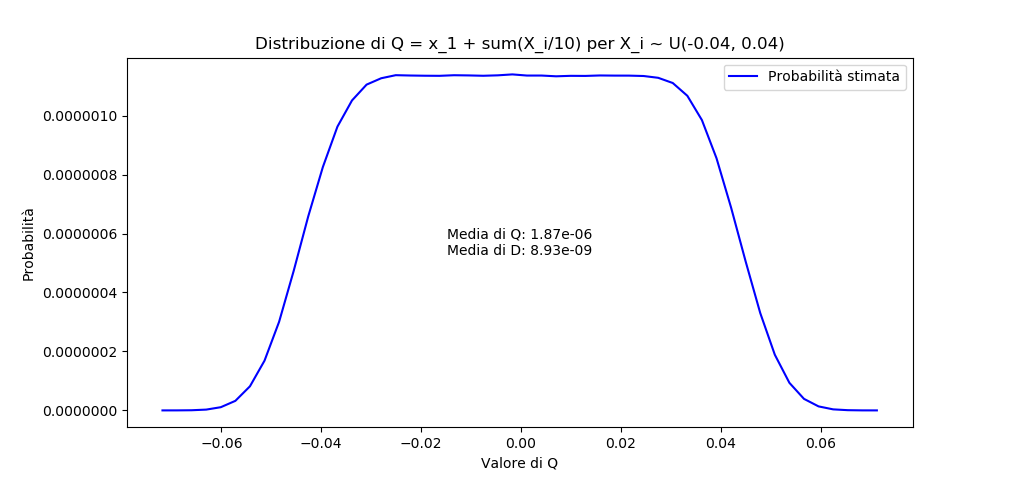 Distribuzione di Q = x_1 + sum(X_i/10) per X_i ~ U(-0.04, 0.04)
Probabilità stimata
0.0000010
0.0000008
0.0000006
0.0000004
0.0000002
0.0000000
Probabilità
Media di Q: 1.87e-06
Media di D: 8.93e-09
−0.06 −0.04 −0.02 0.00 0.02 0.04 0.06
Valore di Q